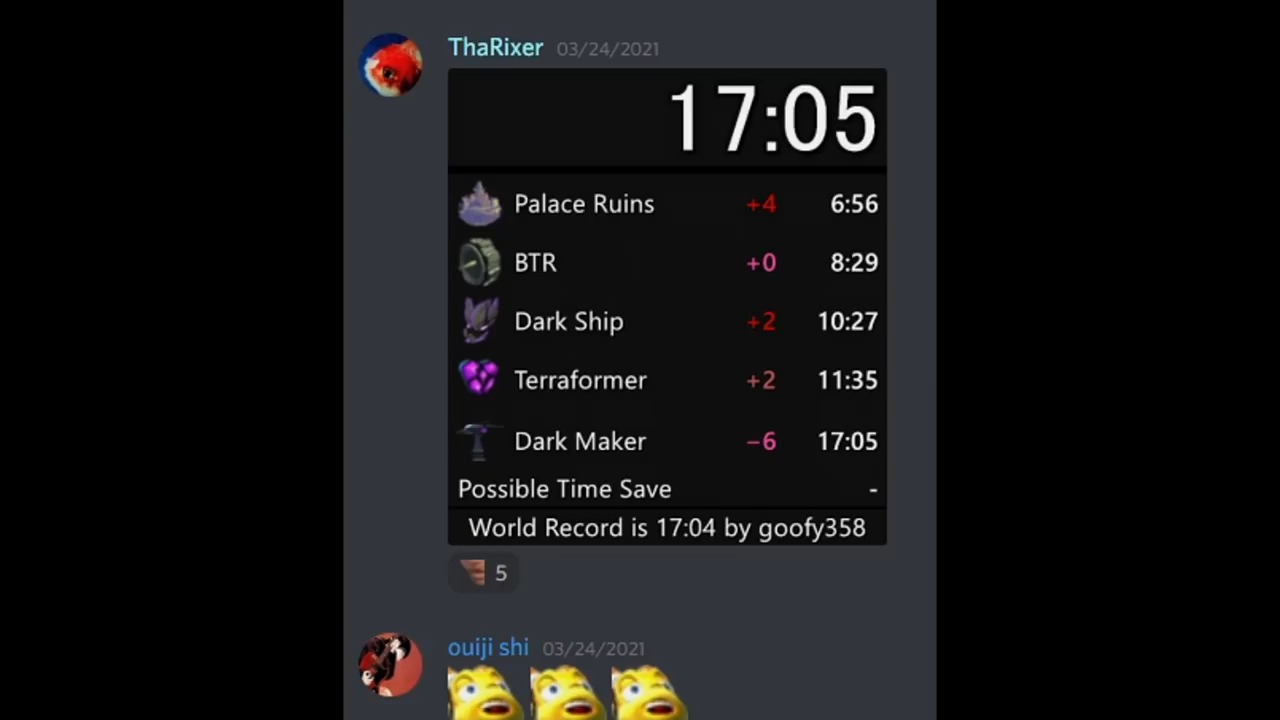 ThaRixer 03/24/2021
17:05
Palace Ruins +4 6:56
BTR +0 8:29
Dark Ship +2 10:27
Terraformer +2 11:35
Dark Maker −6 17:05
Possible Time Save -
World Record is 17:04 by goofy358
5
ouiji shi 03/24/2021